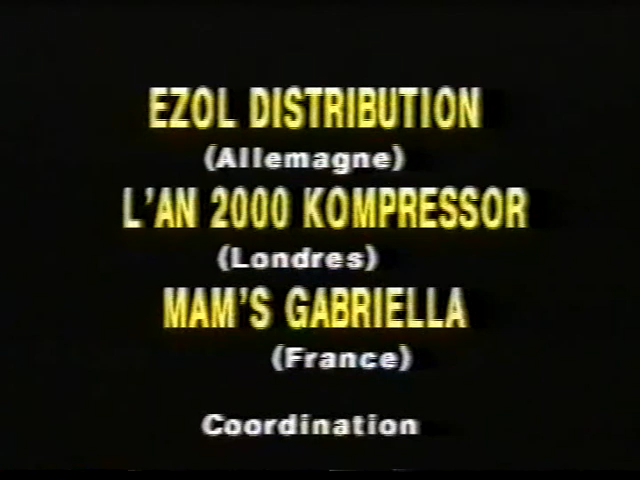 EZOL DISTRIBUTION
(Allemagne)
L'AN 2000 KOMPRESSOR
(Londres)
MAM'S GABRIELLA
(France)
Coordination